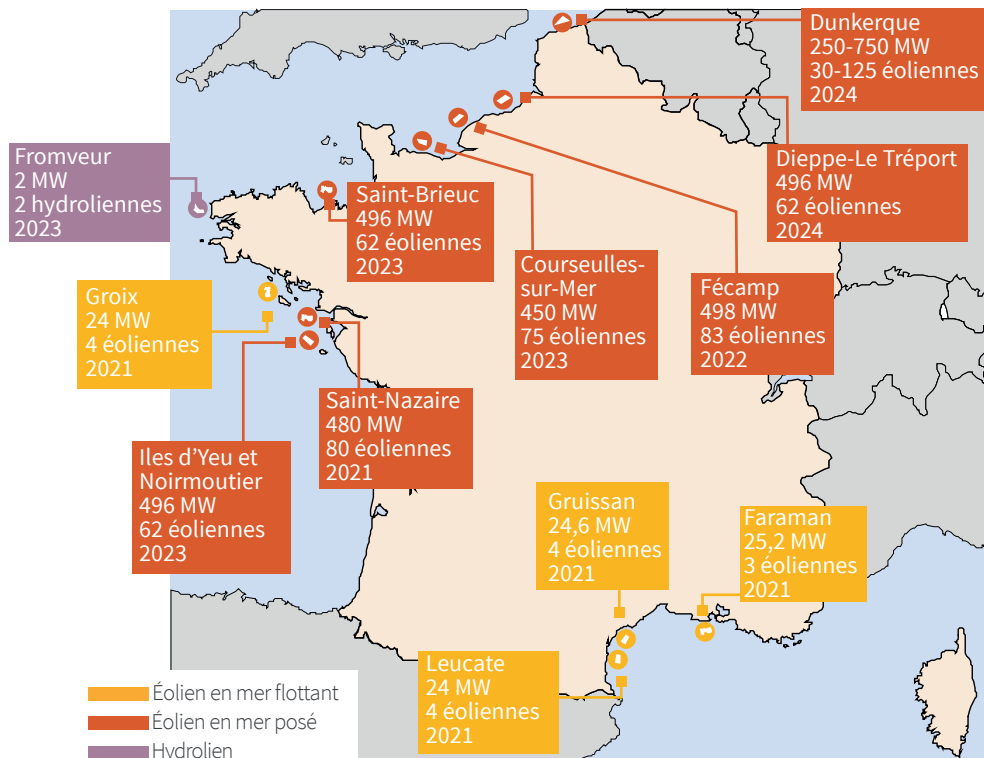 Dunkerque
250-750 MW
30-125 éoliennes
2024
Dieppe-Le Tréport
496 MW
62 éoliennes
2024
Fromveur
2 MW
2 hydroliennes
2023
Saint-Brieuc
496 MW
62 éoliennes
2023
Courseulles-
sur-Mer
450 MW
75 éoliennes
2023
Fécamp
498 MW
83 éoliennes
2022
Groix
24 MW
4 éoliennes
2021
Saint-Nazaire
480 MW
80 éoliennes
2021
Iles d'Yeu et
Noirmoutier
496 MW
62 éoliennes
2023
Gruissan
24,6 MW
4 éoliennes
2021
Faraman
25,2 MW
3 éoliennes
2021
Leucate
24 MW
4 éoliennes
2021
Éolien en mer flottant
Éolien en mer posé
Hydrolien